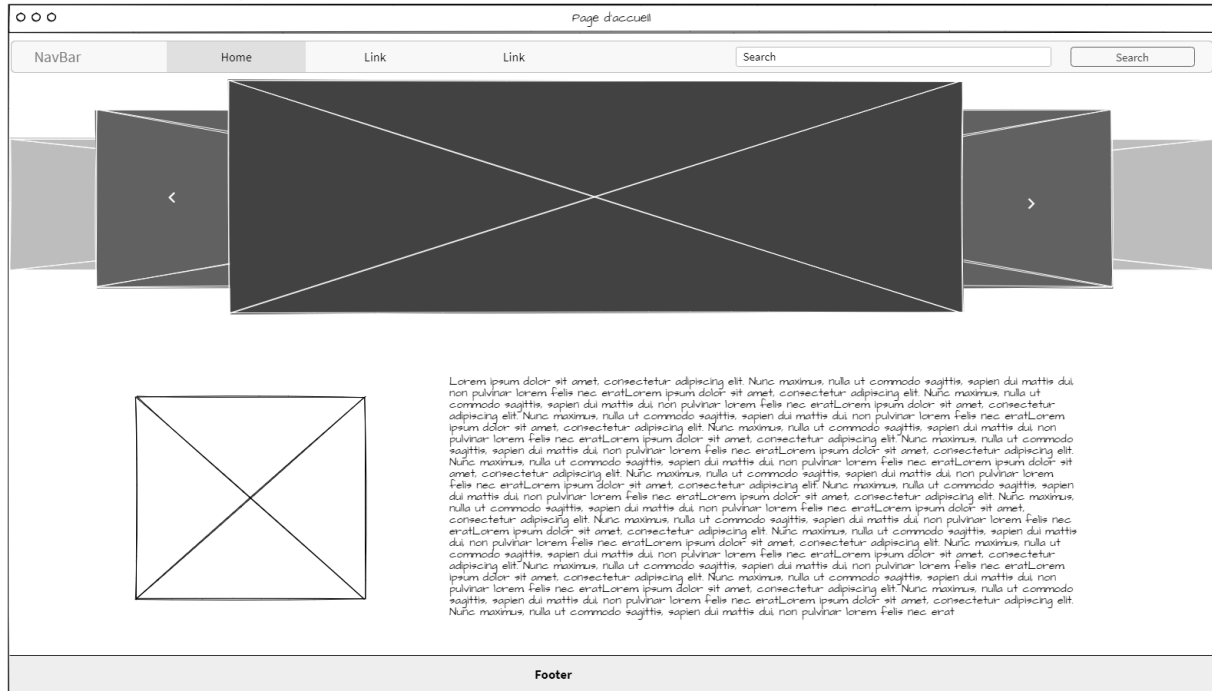 Page d'accueil
NavBar Home Link Link Search Search
Lorem ipsum dolor sit amet, consectetur adipiscing elit. Nunc maximus, nulla ut commodo sagittis, sapien dui mattis dui,
non pulvinar lorem felis nec eratLorem ipsum dolor sit amet, consectetur adipiscing elit. Nunc maximus, nulla ut
commodo sagittis, sapien dui mattis dui, non pulvinar lorem felis nec eratLorem ipsum dolor sit amet, consectetur
adipiscing elit. Nunc maximus, nulla ut commodo sagittis, sapien dui mattis dui, non pulvinar lorem felis nec eratLorem
ipsum dolor sit amet, consectetur adipiscing elit. Nunc maximus, nulla ut commodo sagittis, sapien dui mattis dui, non
pulvinar lorem felis nec eratLorem ipsum dolor sit amet, consectetur adipiscing elit. Nunc maximus, nulla ut commodo
sagittis, sapien dui mattis dui, non pulvinar lorem felis nec eratLorem ipsum dolor sit amet, consectetur adipiscing elit.
Nunc maximus, nulla ut commodo sagittis, sapien dui mattis dui, non pulvinar lorem felis nec eratLorem ipsum dolor sit
amet, consectetur adipiscing elit. Nunc maximus, nulla ut commodo sagittis, sapien dui mattis dui, non pulvinar lorem
felis nec eratLorem ipsum dolor sit amet, consectetur adipiscing elit. Nunc maximus, nulla ut commodo sagittis, sapien
dui mattis dui, non pulvinar lorem felis nec eratLorem ipsum dolor sit amet, consectetur adipiscing elit. Nunc maximus,
nulla ut commodo sagittis, sapien dui mattis dui, non pulvinar lorem felis nec eratLorem ipsum dolor sit amet,
consectetur adipiscing elit. Nunc maximus, nulla ut commodo sagittis, sapien dui mattis dui, non pulvinar lorem felis nec
eratLorem ipsum dolor sit amet, consectetur adipiscing elit. Nunc maximus, nulla ut commodo sagittis, sapien dui mattis
dui, non pulvinar lorem felis nec eratLorem ipsum dolor sit amet, consectetur adipiscing elit. Nunc maximus, nulla ut
commodo sagittis, sapien dui mattis dui, non pulvinar lorem felis nec eratLorem ipsum dolor sit amet, consectetur
adipiscing elit. Nunc maximus, nulla ut commodo sagittis, sapien dui mattis dui, non pulvinar lorem felis nec eratLorem
ipsum dolor sit amet, consectetur adipiscing elit. Nunc maximus, nulla ut commodo sagittis, sapien dui mattis dui, non
pulvinar lorem felis nec eratLorem ipsum dolor sit amet, consectetur adipiscing elit. Nunc maximus, nulla ut commodo
sagittis, sapien dui mattis dui, non pulvinar lorem felis nec eratLorem ipsum dolor sit amet, consectetur adipiscing elit.
Nunc maximus, nulla ut commodo sagittis, sapien dui mattis dui, non pulvinar lorem felis nec erat
Footer